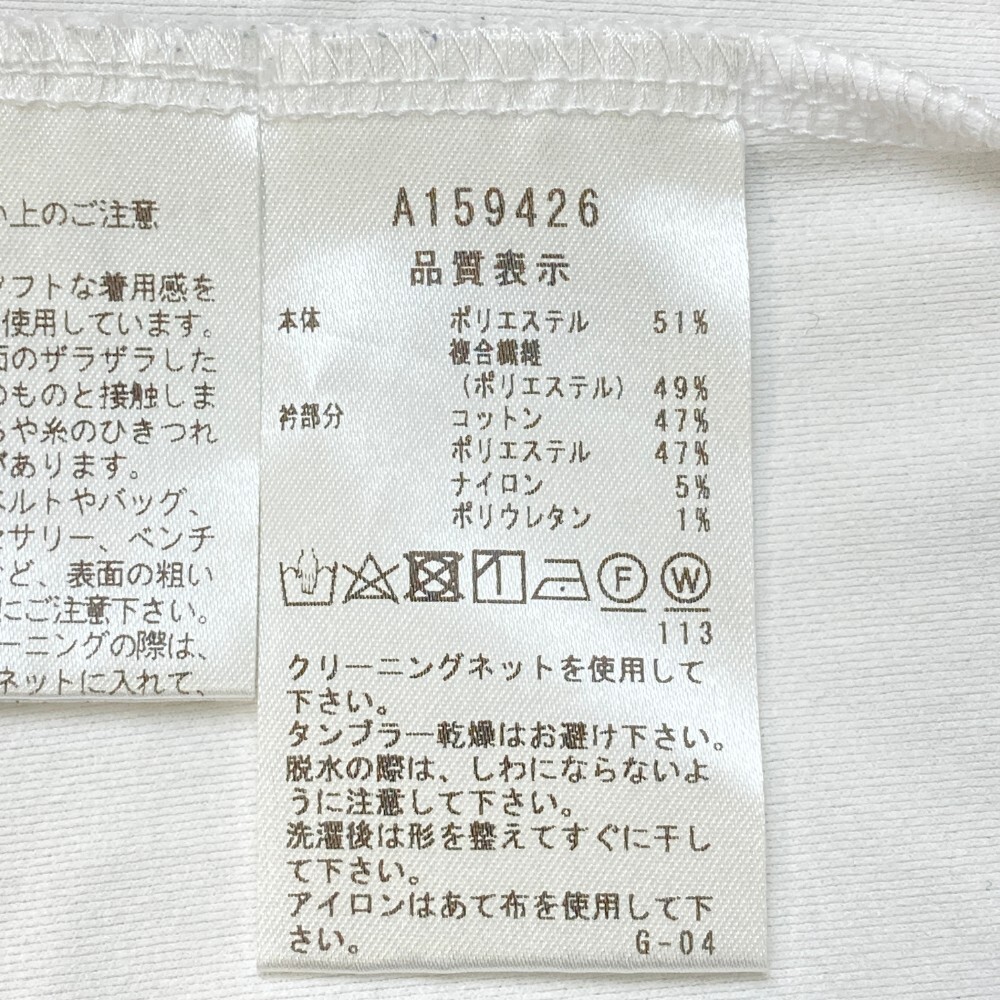 い上のご注意
ソフトな着用感を
使用しています。
面のザラザラした
のものと接触しま
るや糸のひきつれ
があります。
ベルトやバッグ、
セサリー、ベンチ
など、表面の粗い
にご注意下さい。
ーニングの際は、
ネットに入れて、
A159426
品質表示
本体 ポリエステル 51%
複合繊維
(ポリエステル) 49%
衿部分 コットン 47%
ポリエステル 47%
ナイロン 5%
ポリウレタン 1%
F W
113
クリーニングネットを使用して
下さい。
タンブラー乾燥はお避け下さい。
脱水の際は、しわにならないよ
うに注意して下さい。
洗濯後は形を整えてすぐに干し
て下さい。
アイロンはあて布を使用して下
さい。 G-04